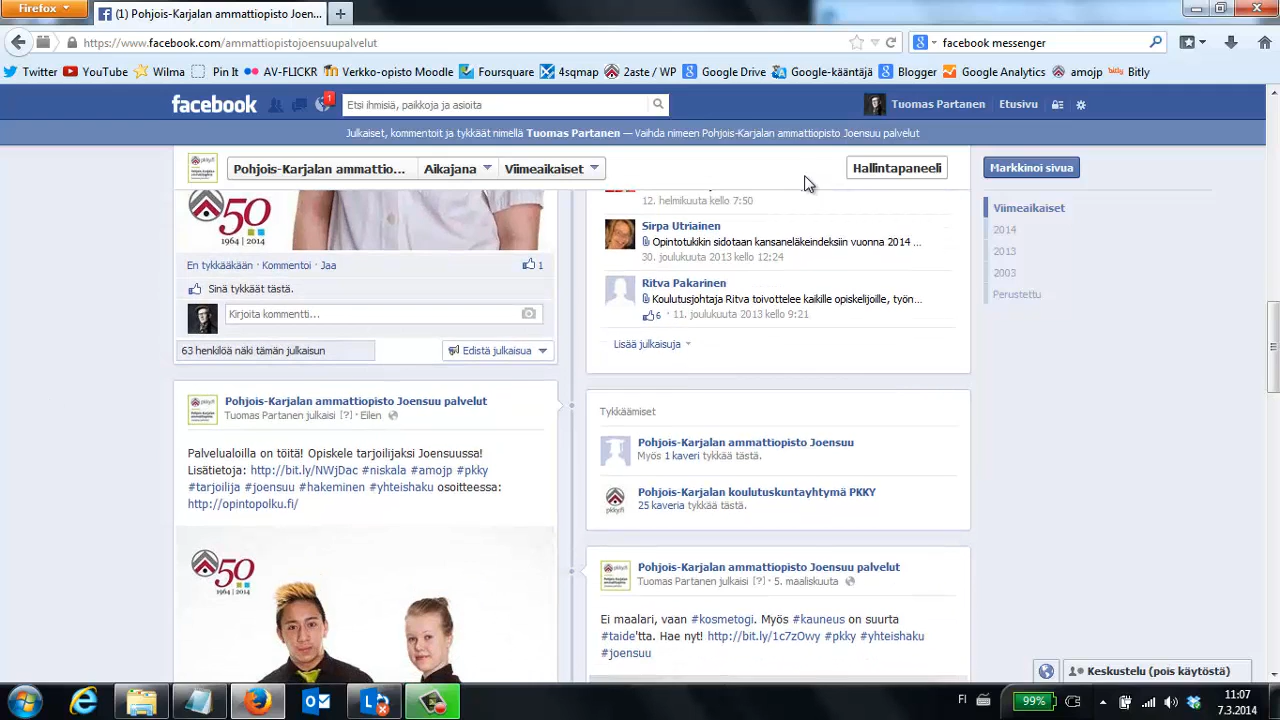 Firefox
(1) Pohjois-Karjalan ammattiopisto Joen...
https://www.facebook.com/ammattiopistojoensuupalvelut
facebook messenger
Twitter YouTube Wilma Pin It AV-FLICKR Verkko-opisto Moodle Foursquare 4sqmap 2aste / WP Google Drive Google-kääntäjä Blogger Google Analytics amojp Bitly
facebook
1
Etsi ihmisiä, paikkoja ja asioita
Tuomas Partanen Etusivu
Julkaiset, kommentoit ja tykkäät nimellä Tuomas Partanen — Vaihda nimeen Pohjois-Karjalan ammattiopisto Joensuu palvelut
Pohjois-Karjalan ammattio... Aikajana Viimeaikaiset
Hallintapaneeli
Markkinoi sivua
Viimeaikaiset
2014
2013
2003
Perustettu
50
1964 | 2014
En tykkääkään · Kommentoi · Jaa
1
Sinä tykkäät tästä.
Kirjoita kommentti...
63 henkilöä näki tämän julkaisun
Edistä julkaisua
12. helmikuuta kello 7:50
Sirpa Utriainen
Opintotukikin sidotaan kansaneläkeindeksiin vuonna 2014 ...
30. joulukuuta 2013 kello 12:24
Ritva Pakarinen
Koulutusjohtaja Ritva toivottelee kaikille opiskelijoille, työn...
6 · 11. joulukuuta 2013 kello 9:21
Lisää julkaisuja
Pohjois-Karjalan ammattiopisto Joensuu palvelut
Tuomas Partanen julkaisi [?] · Eilen
Palvelualoilla on töitä! Opiskele tarjoilijaksi Joensuussa!
Lisätietoja: http://bit.ly/NWjDac #niskala #amojp #pkky
#tarjoilija #joensuu #hakeminen #yhteishaku osoitteessa:
http://opintopolku.fi/
50
1964 | 2014
Tykkäämiset
Pohjois-Karjalan ammattiopisto Joensuu
Myös 1 kaveri tykkää tästä.
pkky.fi
Pohjois-Karjalan koulutuskuntayhtymä PKKY
25 kaveria tykkää tästä.
Pohjois-Karjalan ammattiopisto Joensuu palvelut
Tuomas Partanen julkaisi [?] · 5. maaliskuuta
Ei maalari, vaan #kosmetogi. Myös #kauneus on suurta
#taide'tta. Hae nyt! http://bit.ly/1c7zOwy #pkky #yhteishaku
#joensuu
Keskustelu (pois käytöstä)
FI
99%
11:07
7.3.2014